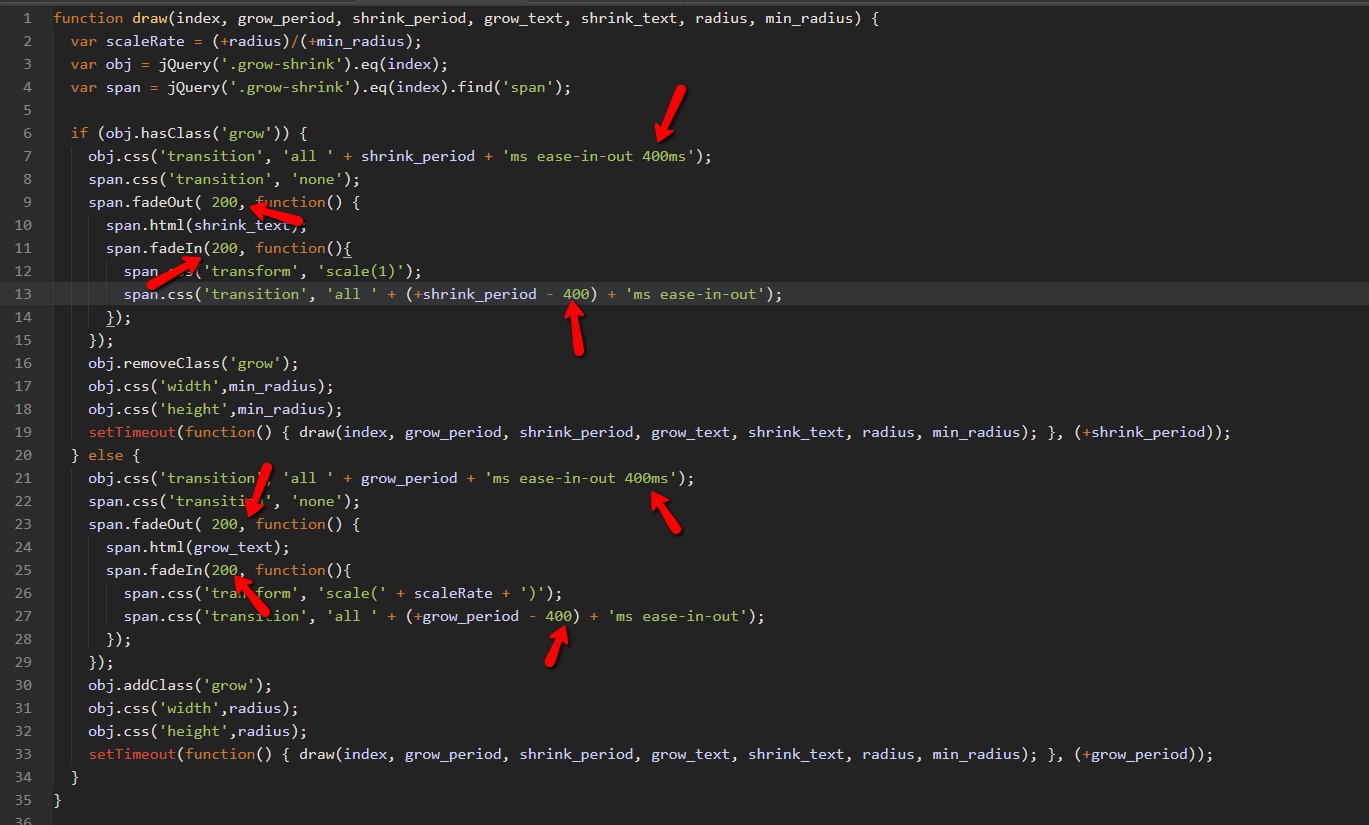 1 function draw(index, grow_period, shrink_period, grow_text, shrink_text, radius, min_radius) {
2 var scaleRate = (+radius)/(+min_radius);
3 var obj = jQuery('.grow-shrink').eq(index);
4 var span = jQuery('.grow-shrink').eq(index).find('span');
5
6 if (obj.hasClass('grow')) {
7 obj.css('transition', 'all ' + shrink_period + 'ms ease-in-out 400ms');
8 span.css('transition', 'none');
9 span.fadeOut( 200, function() {
10 span.html(shrink_text);
11 span.fadeIn(200, function(){
12 span.css('transform', 'scale(1)');
13 span.css('transition', 'all ' + (+shrink_period - 400) + 'ms ease-in-out');
14 });
15 });
16 obj.removeClass('grow');
17 obj.css('width',min_radius);
18 obj.css('height',min_radius);
19 setTimeout(function() { draw(index, grow_period, shrink_period, grow_text, shrink_text, radius, min_radius); }, (+shrink_period));
20 } else {
21 obj.css('transition', 'all ' + grow_period + 'ms ease-in-out 400ms');
22 span.css('transition', 'none');
23 span.fadeOut( 200, function() {
24 span.html(grow_text);
25 span.fadeIn(200, function(){
26 span.css('transform', 'scale(' + scaleRate + ')');
27 span.css('transition', 'all ' + (+grow_period - 400) + 'ms ease-in-out');
28 });
29 });
30 obj.addClass('grow');
31 obj.css('width',radius);
32 obj.css('height',radius);
33 setTimeout(function() { draw(index, grow_period, shrink_period, grow_text, shrink_text, radius, min_radius); }, (+grow_period));
34 }
35 }
36